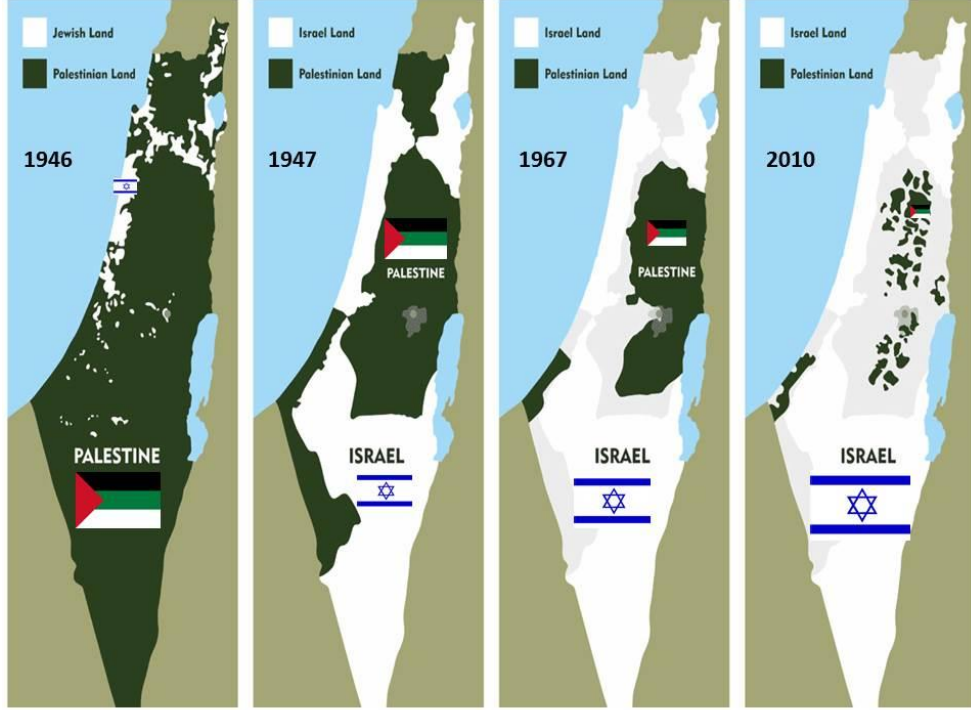 Jewish Land
Palestinian Land
1946
PALESTINE
Israel Land
Palestinian Land
1947
PALESTINE
ISRAEL
Israel Land
Palestinian Land
1967
PALESTINE
ISRAEL
Israel Land
Palestinian Land
2010
ISRAEL